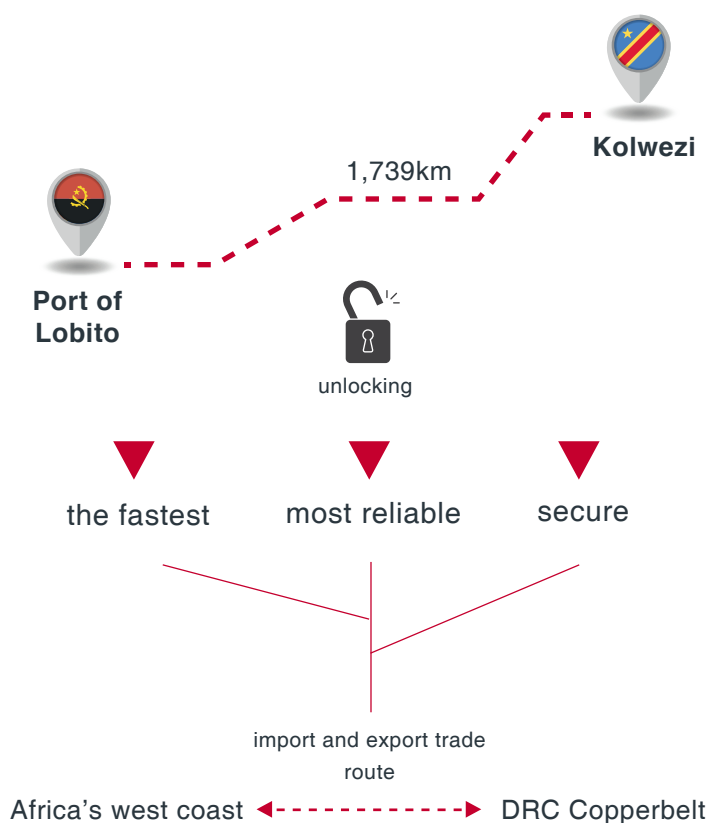 Kolwezi
1,739km
Port of
Lobito
unlocking
the fastest
most reliable
secure
import and export trade
route
Africa's west coast
DRC Copperbelt